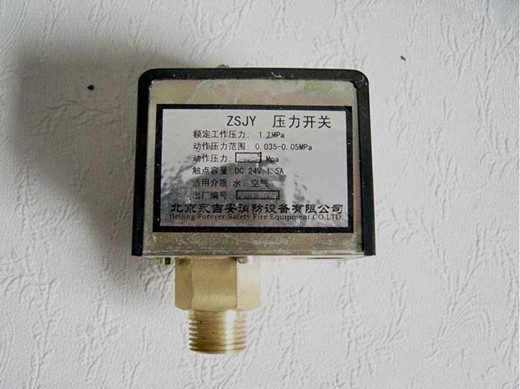 ZSJY 压力开关
额定工作压力: 1.2MPa
动作压力范围: 0.035-0.05MPa
动作压力: Mpa
触点容量: DC 24V 1.5A
适用介质: 水、空气
出厂编号:
北京永吉安消防设备有限公司
Beijing Forever Safety Fire Equipment CO.LTD.